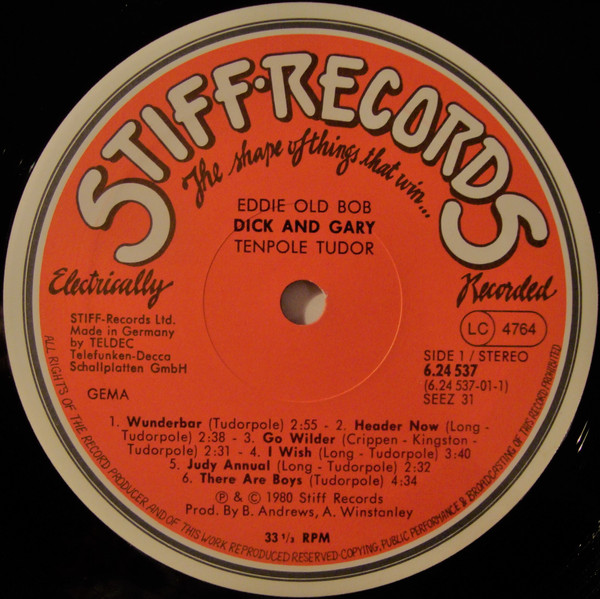 STIFF·RECORDS
The shape of things that win...
EDDIE OLD BOB
DICK AND GARY
TENPOLE TUDOR
Electrically
Recorded
STIFF-Records Ltd.
Made in Germany
by TELDEC
Telefunken-Decca
Schallplatten GmbH
GEMA
LC 4764
SIDE 1 / STEREO
6.24 537
(6.24 537-01-1)
SEEZ 31
1. Wunderbar (Tudorpole) 2:55 - 2. Header Now (Long -
Tudorpole) 2:38 - 3. Go Wilder (Crippen - Kingston -
Tudorpole) 2:31 - 4. I Wish (Long - Tudorpole) 3:40
5. Judy Annual (Long - Tudorpole) 2:32
6. There Are Boys (Tudorpole) 4:34
℗ & © 1980 Stiff Records
Prod. By B. Andrews, A. Winstanley
33 1/3 RPM
ALL RIGHTS OF THE RECORD PRODUCER AND OF THIS WORK REPRODUCED RESERVED·COPYING, PUBLIC PERFORMANCE & BROADCASTING OF THIS RECORD PROHIBITED